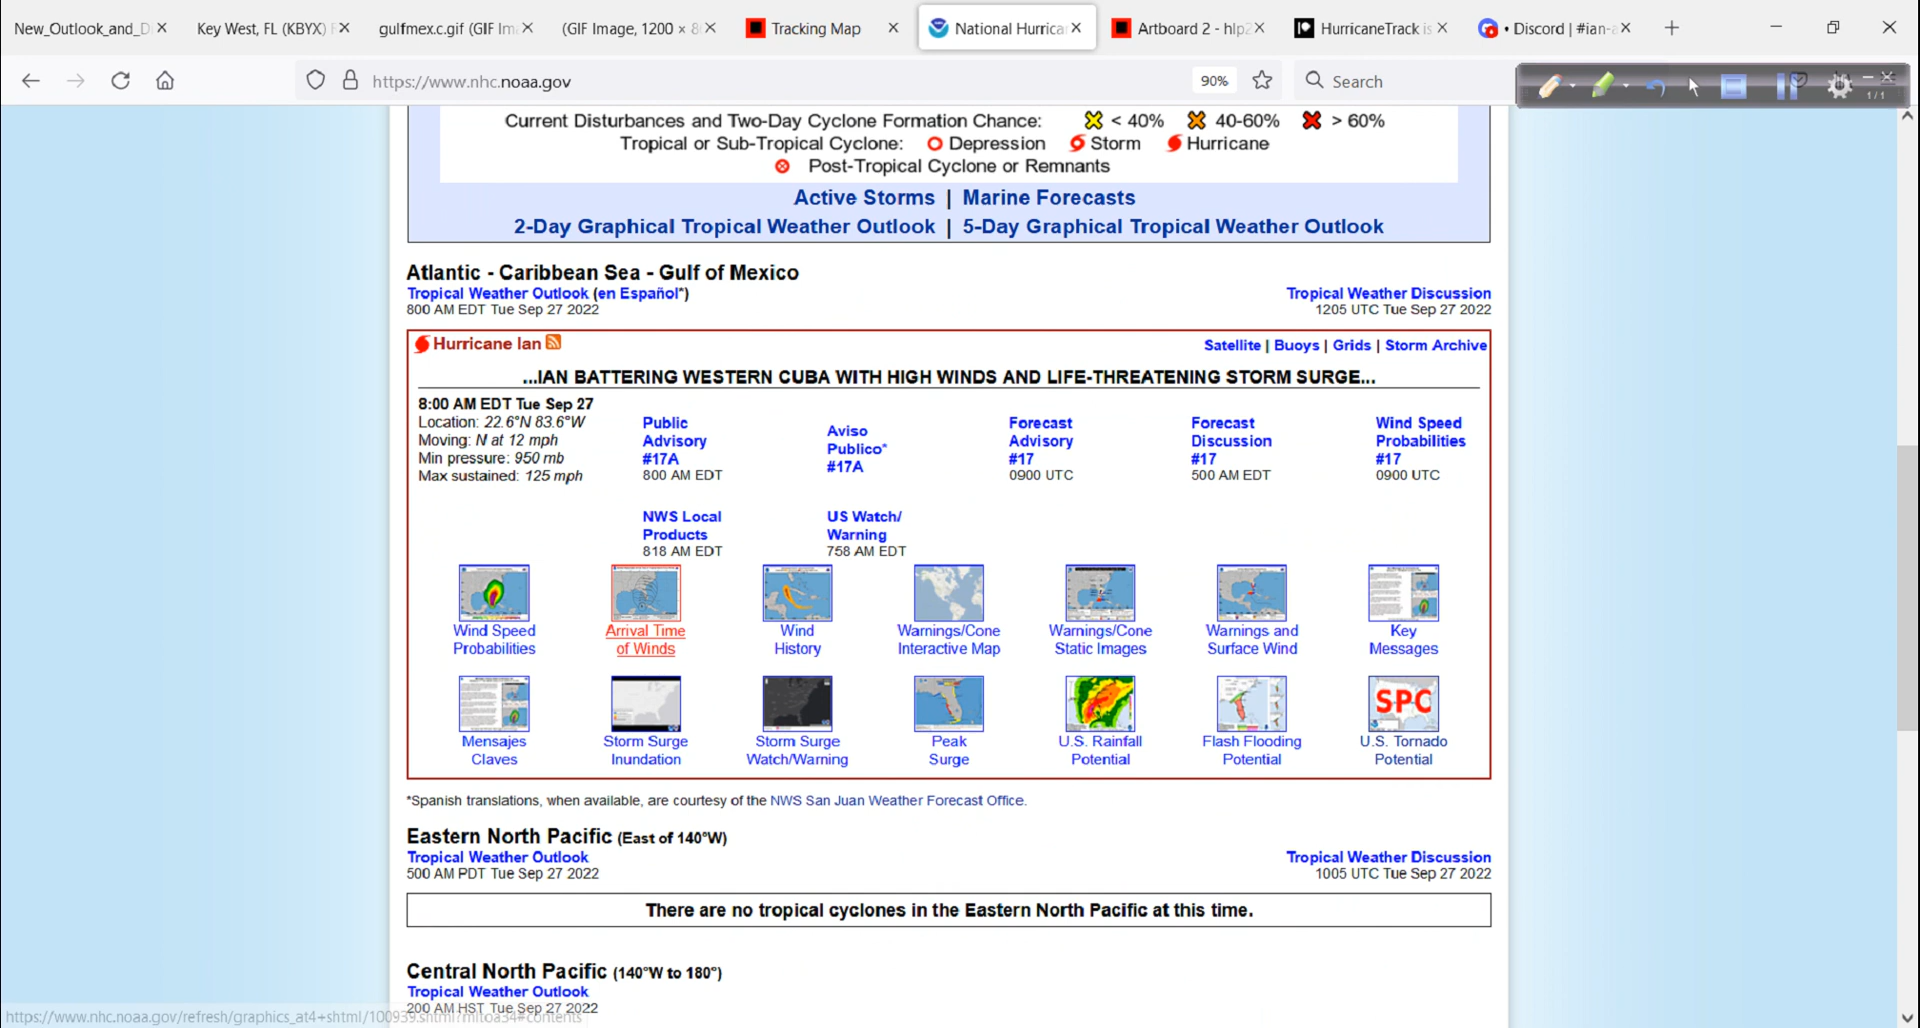 New_Outlook_and_D
Key West, FL (KBYX)
gulfmex.c.gif (GIF Im
(GIF Image, 1200 × 8
Tracking Map
National Hurrica
Artboard 2 - hlp2
HurricaneTrack is
• Discord | #ian-a
https://www.nhc.noaa.gov
90%
Search
1/1
Current Disturbances and Two-Day Cyclone Formation Chance: < 40% 40-60% > 60%
Tropical or Sub-Tropical Cyclone: Depression Storm Hurricane
Post-Tropical Cyclone or Remnants
Active Storms | Marine Forecasts
2-Day Graphical Tropical Weather Outlook | 5-Day Graphical Tropical Weather Outlook
Atlantic - Caribbean Sea - Gulf of Mexico
Tropical Weather Outlook (en Español*)
800 AM EDT Tue Sep 27 2022
Tropical Weather Discussion
1205 UTC Tue Sep 27 2022
Hurricane Ian
Satellite | Buoys | Grids | Storm Archive
...IAN BATTERING WESTERN CUBA WITH HIGH WINDS AND LIFE-THREATENING STORM SURGE...
8:00 AM EDT Tue Sep 27
Location: 22.6°N 83.6°W
Moving: N at 12 mph
Min pressure: 950 mb
Max sustained: 125 mph
Public
Advisory
#17A
800 AM EDT
Aviso
Publico*
#17A
Forecast
Advisory
#17
0900 UTC
Forecast
Discussion
#17
500 AM EDT
Wind Speed
Probabilities
#17
0900 UTC
NWS Local
Products
818 AM EDT
US Watch/
Warning
758 AM EDT
Wind Speed
Probabilities
Arrival Time
of Winds
Wind
History
Warnings/Cone
Interactive Map
Warnings/Cone
Static Images
Warnings and
Surface Wind
Key
Messages
SPC
Mensajes
Claves
Storm Surge
Inundation
Storm Surge
Watch/Warning
Peak
Surge
U.S. Rainfall
Potential
Flash Flooding
Potential
U.S. Tornado
Potential
*Spanish translations, when available, are courtesy of the NWS San Juan Weather Forecast Office.
Eastern North Pacific (East of 140°W)
Tropical Weather Outlook
500 AM PDT Tue Sep 27 2022
Tropical Weather Discussion
1005 UTC Tue Sep 27 2022
There are no tropical cyclones in the Eastern North Pacific at this time.
Central North Pacific (140°W to 180°)
Tropical Weather Outlook
200 AM HST Tue Sep 27 2022
https://www.nhc.noaa.gov/refresh/graphics_at4+shtml/100939.shtml?mltoa34#contents